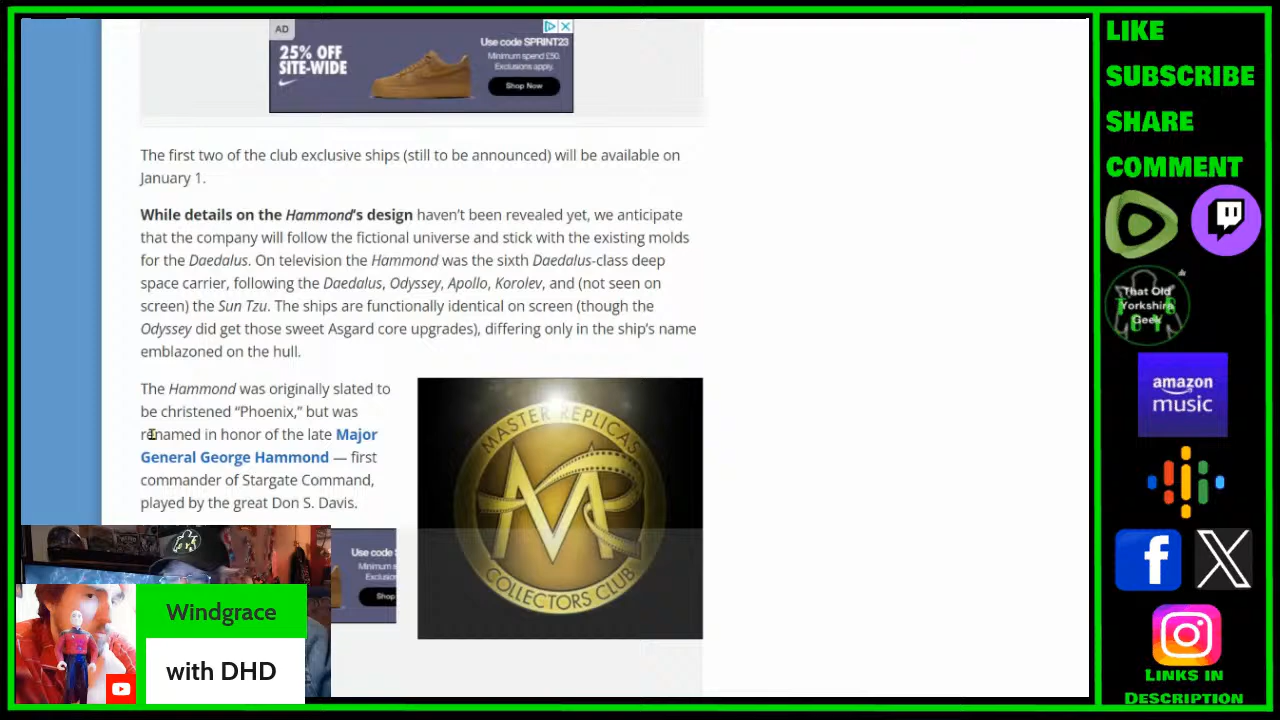 AD
25% OFF
SITE-WIDE
Use code SPRINT23
Minimum spend £50.
Exclusions apply.
Shop Now
The first two of the club exclusive ships (still to be announced) will be available on
January 1.
While details on the Hammond’s design haven’t been revealed yet, we anticipate
that the company will follow the fictional universe and stick with the existing molds
for the Daedalus. On television the Hammond was the sixth Daedalus-class deep
space carrier, following the Daedalus, Odyssey, Apollo, Korolev, and (not seen on
screen) the Sun Tzu. The ships are functionally identical on screen (though the
Odyssey did get those sweet Asgard core upgrades), differing only in the ship’s name
emblazoned on the hull.
The Hammond was originally slated to
be christened “Phoenix,” but was
renamed in honor of the late Major
General George Hammond — first
commander of Stargate Command,
played by the great Don S. Davis.
MASTER REPLICAS
MR
COLLECTORS CLUB
Use code
Minimum
Exclusion
Shop
Windgrace
with DHD
LIKE
SUBSCRIBE
SHARE
COMMENT
That Old
Yorkshire
Geek
amazon
music
LINKS IN
DESCRIPTION